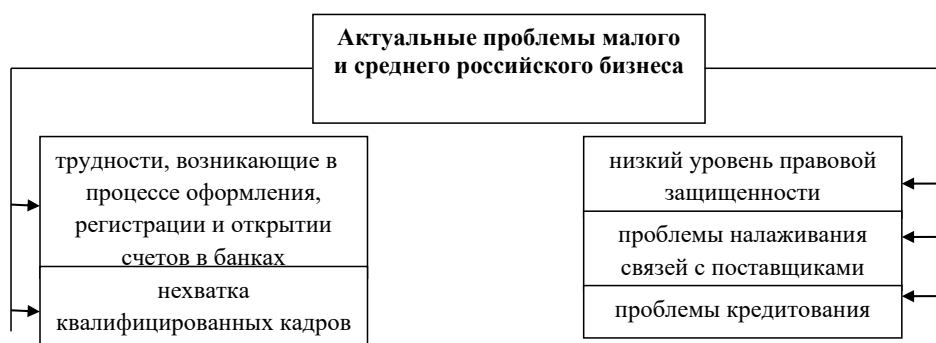 Актуальные проблемы малого
и среднего российского бизнеса
трудности, возникающие в
процессе оформления,
регистрации и открытии
счетов в банках
нехватка
квалифицированных кадров
низкий уровень правовой
защищенности
проблемы налаживания
связей с поставщиками
проблемы кредитования